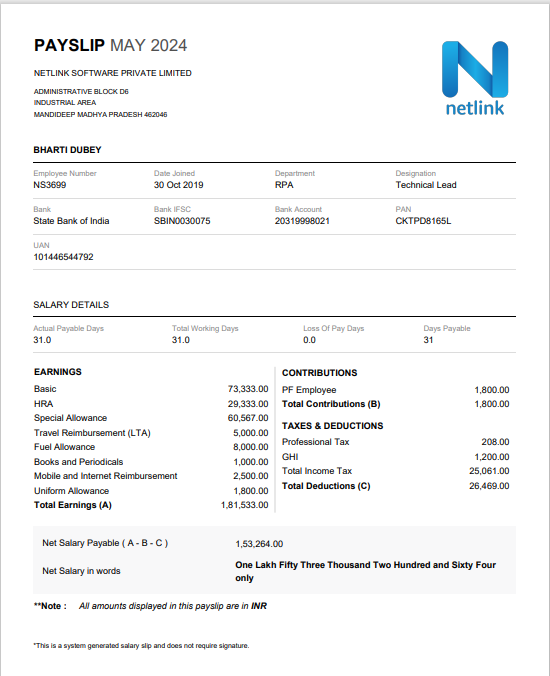 PAYSLIP MAY 2024
NETLINK SOFTWARE PRIVATE LIMITED
ADMINISTRATIVE BLOCK D6
INDUSTRIAL AREA
MANDIDEEP MADHYA PRADESH 462046
netlink
BHARTI DUBEY
Employee Number Date Joined Department Designation
NS3699 30 Oct 2019 RPA Technical Lead
Bank Bank IFSC Bank Account PAN
State Bank of India SBIN0030075 20319998021 CKTPD8165L
UAN
101446544792
SALARY DETAILS
Actual Payable Days Total Working Days Loss Of Pay Days Days Payable
31.0 31.0 0.0 31
EARNINGS
Basic 73,333.00
HRA 29,333.00
Special Allowance 60,567.00
Travel Reimbursement (LTA) 5,000.00
Fuel Allowance 8,000.00
Books and Periodicals 1,000.00
Mobile and Internet Reimbursement 2,500.00
Uniform Allowance 1,800.00
Total Earnings (A) 1,81,533.00
CONTRIBUTIONS
PF Employee 1,800.00
Total Contributions (B) 1,800.00
TAXES & DEDUCTIONS
Professional Tax 208.00
GHI 1,200.00
Total Income Tax 25,061.00
Total Deductions (C) 26,469.00
Net Salary Payable ( A - B - C ) 1,53,264.00
Net Salary in words One Lakh Fifty Three Thousand Two Hundred and Sixty Four
only
**Note : All amounts displayed in this payslip are in INR
*This is a system generated salary slip and does not require signature.